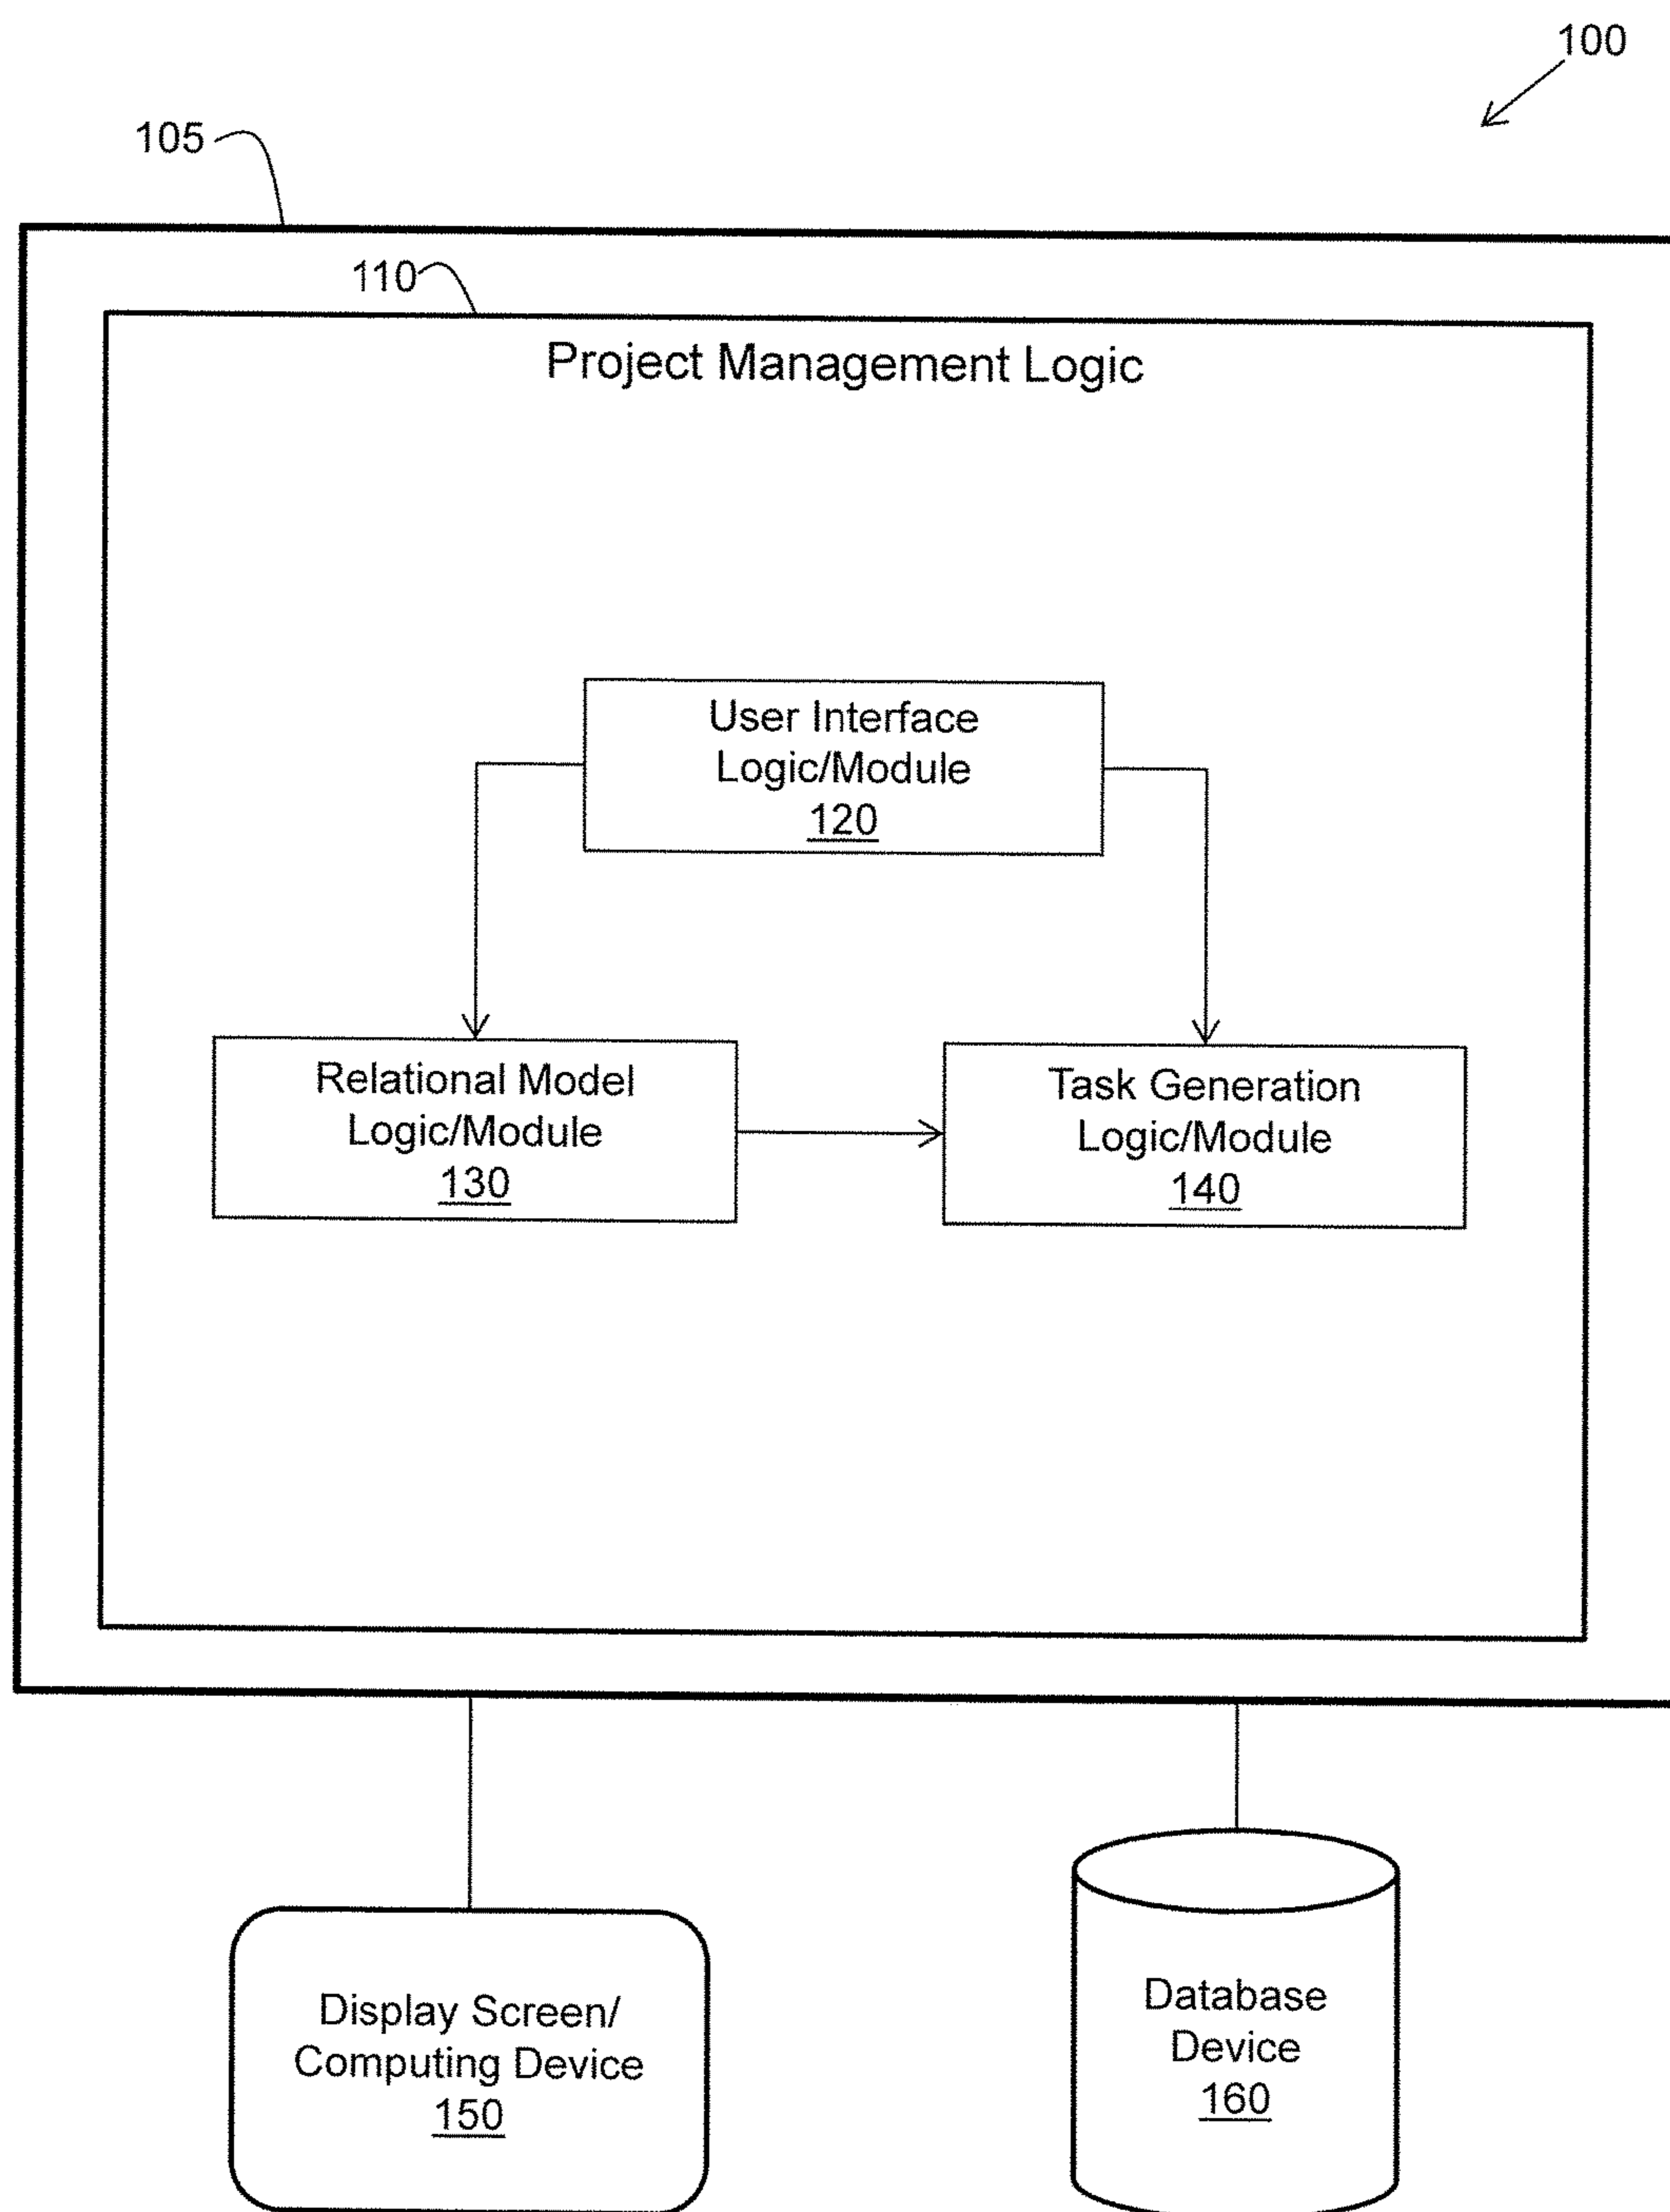 100
105
110
Project Management Logic
User Interface
Logic/Module
120
Relational Model
Logic/Module
130
Task Generation
Logic/Module
140
Display Screen/
Computing Device
150
Database
Device
160